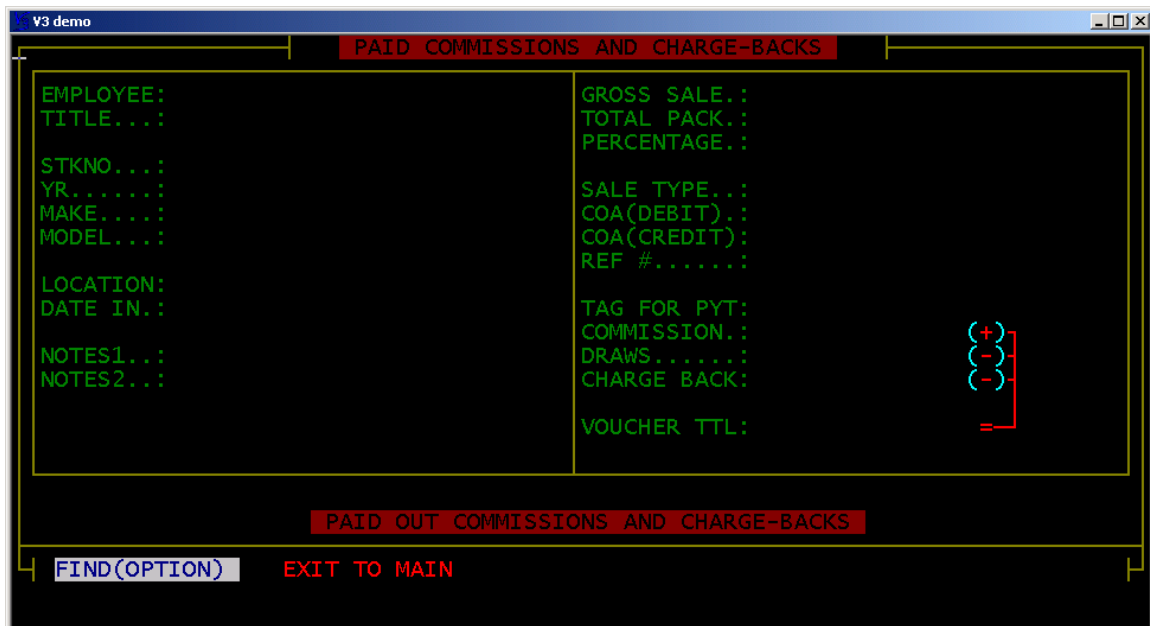 V3 demo
PAID COMMISSIONS AND CHARGE-BACKS
EMPLOYEE:
TITLE...:
STKNO...:
YR......:
MAKE....:
MODEL...:
LOCATION:
DATE IN.:
NOTES1..:
NOTES2..:
GROSS SALE.:
TOTAL PACK.:
PERCENTAGE.:
SALE TYPE..:
COA(DEBIT).:
COA(CREDIT):
REF #......:
TAG FOR PYT:
COMMISSION.: (+)
DRAWS......: (-)
CHARGE BACK: (-)
VOUCHER TTL: =
PAID OUT COMMISSIONS AND CHARGE-BACKS
FIND(OPTION) EXIT TO MAIN